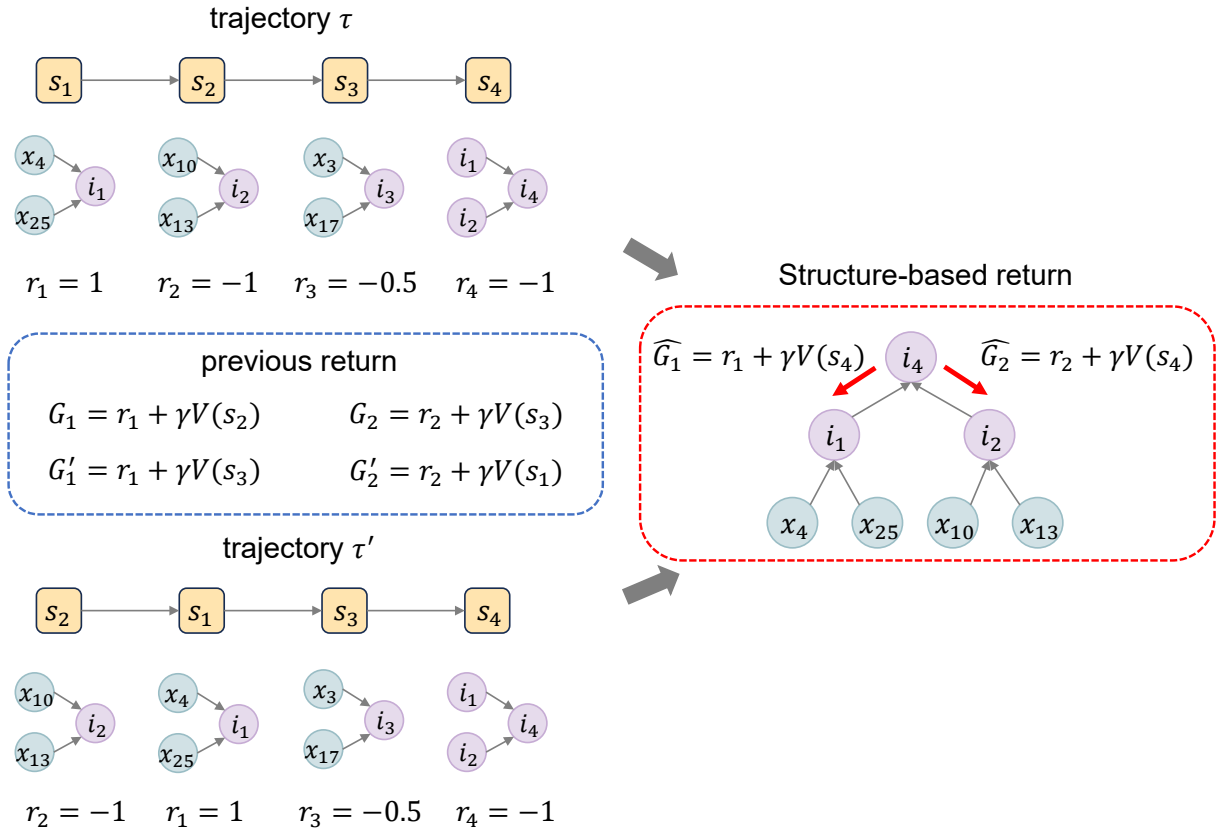 trajectory τ
s₁ s₂ s₃ s₄
x₄ x₂₅ i₁ x₁₀ x₁₃ i₂ x₃ x₁₇ i₃ i₁ i₂ i₄
r₁ = 1 r₂ = −1 r₃ = −0.5 r₄ = −1
previous return
G₁ = r₁ + γV(s₂) G₂ = r₂ + γV(s₃)
G₁′ = r₁ + γV(s₃) G₂′ = r₂ + γV(s₁)
trajectory τ′
s₂ s₁ s₃ s₄
x₁₀ x₁₃ i₂ x₄ x₂₅ i₁ x₃ x₁₇ i₃ i₁ i₂ i₄
r₂ = −1 r₁ = 1 r₃ = −0.5 r₄ = −1
Structure-based return
Ĝ₁ = r₁ + γV(s₄) i₄ Ĝ₂ = r₂ + γV(s₄)
i₁ i₂
x₄ x₂₅ x₁₀ x₁₃